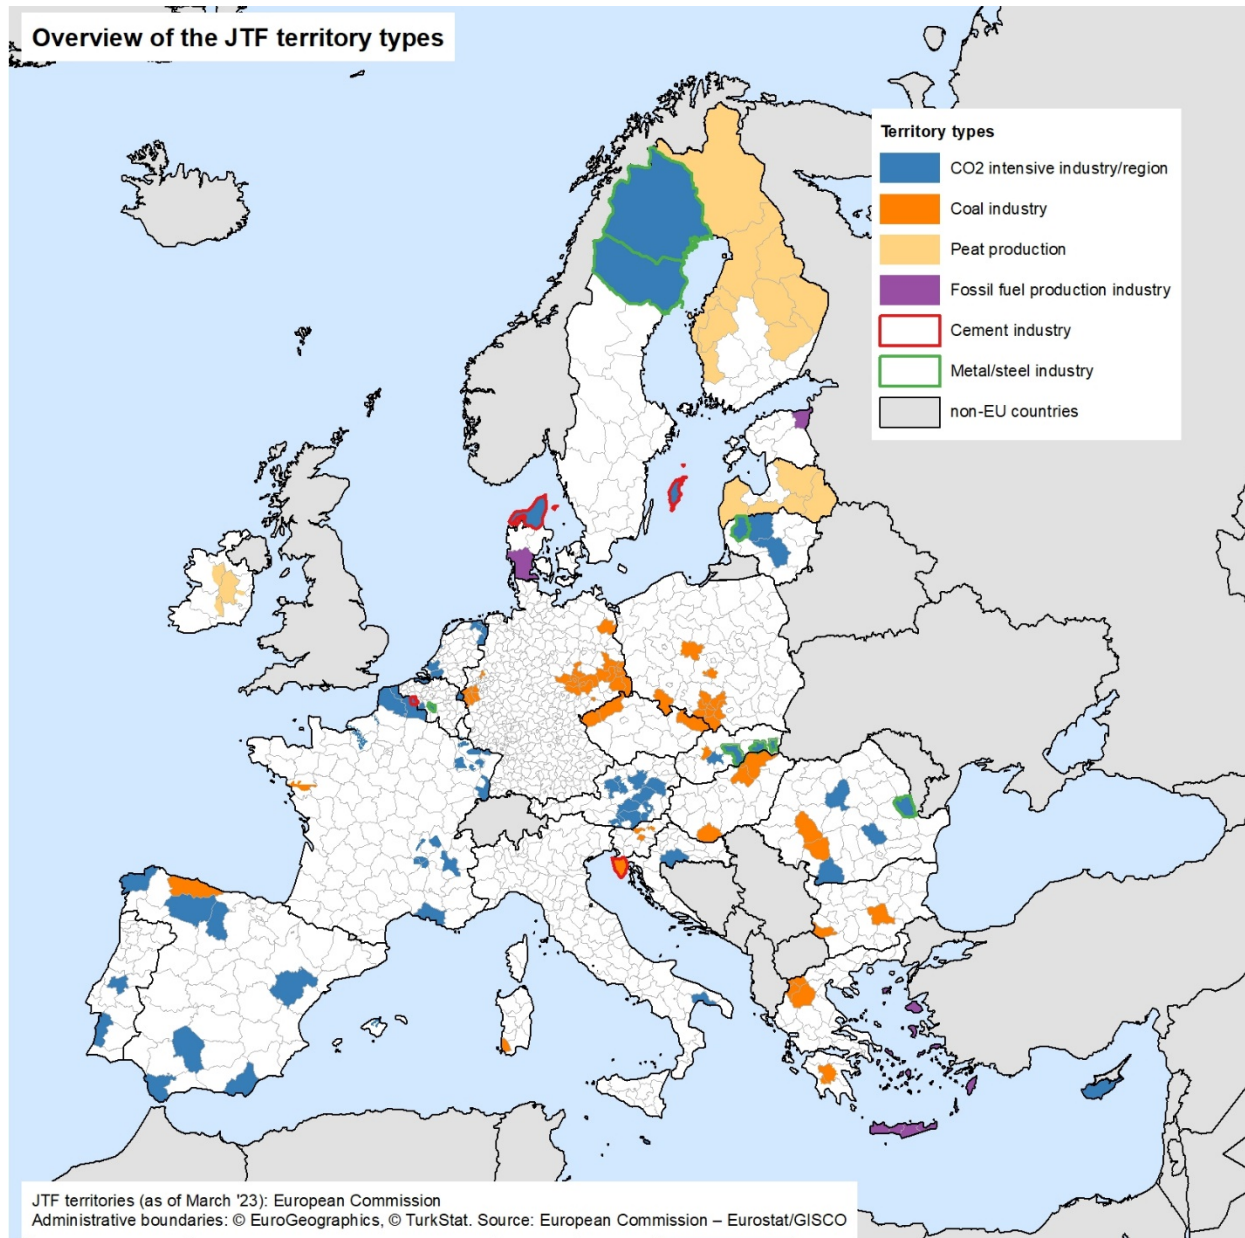 Overview of the JTF territory types
Territory types
CO2 intensive industry/region
Coal industry
Peat production
Fossil fuel production industry
Cement industry
Metal/steel industry
non-EU countries
JTF territories (as of March '23): European Commission
Administrative boundaries: © EuroGeographics, © TurkStat. Source: European Commission – Eurostat/GISCO